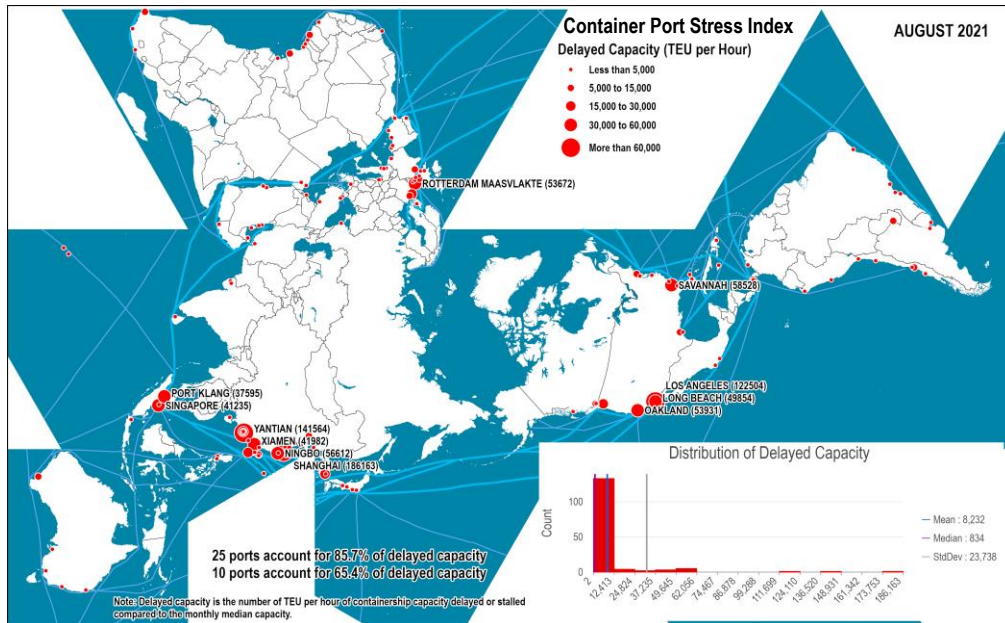 Container Port Stress Index
AUGUST 2021
Delayed Capacity (TEU per Hour)
Less than 5,000
5,000 to 15,000
15,000 to 30,000
30,000 to 60,000
More than 60,000
ROTTERDAM MAASVLAKTE (53672)
SAVANNAH (58528)
LOS ANGELES (122504)
LONG BEACH (49854)
OAKLAND (53931)
PORT KLANG (37595)
SINGAPORE (41235)
YANTIAN (141564)
XIAMEN (41982)
NINGBO (56612)
SHANGHAI (186163)
25 ports account for 85.7% of delayed capacity
10 ports account for 65.4% of delayed capacity
Note: Delayed capacity is the number of TEU per hour of containership capacity delayed or stalled
compared to the monthly median capacity.
Distribution of Delayed Capacity
Count
100
50
0
2
12,413
24,824
37,235
49,645
62,056
74,467
86,878
99,288
111,699
124,110
136,520
148,931
161,342
173,753
186,163
Mean : 8,232
Median : 834
StdDev : 23,738